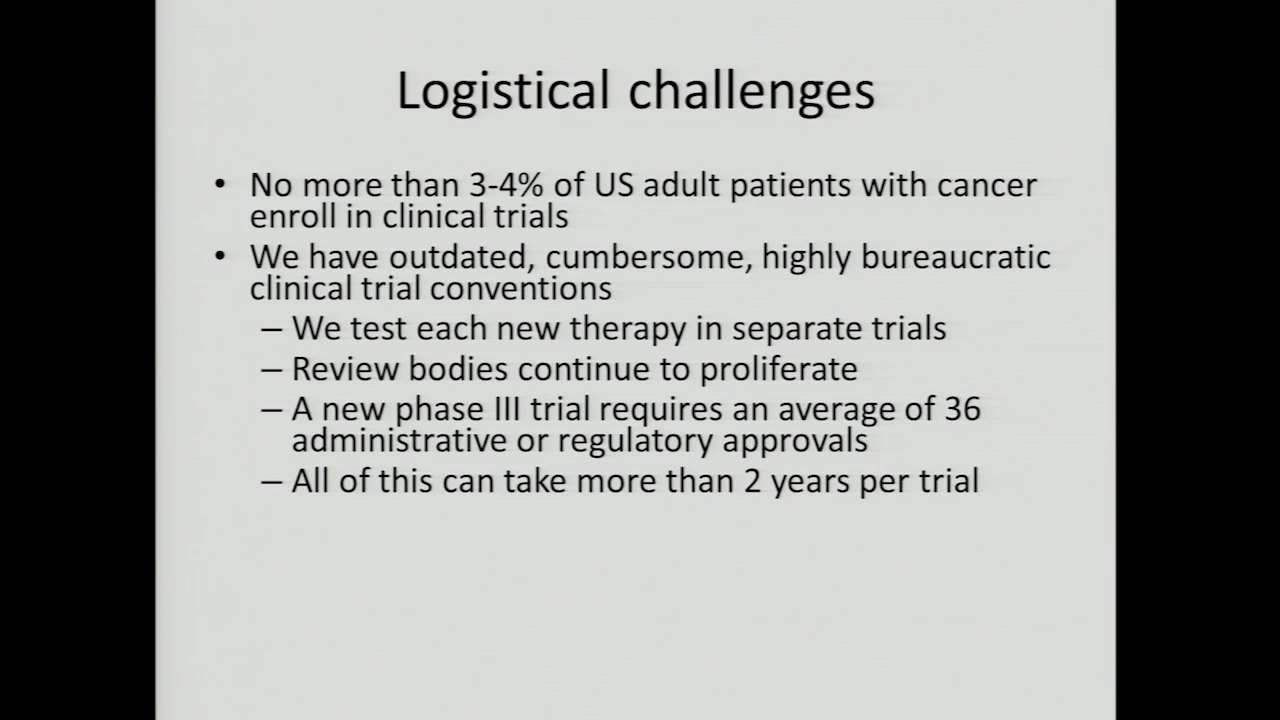 Logistical challenges
• No more than 3-4% of US adult patients with cancer
enroll in clinical trials
• We have outdated, cumbersome, highly bureaucratic
clinical trial conventions
– We test each new therapy in separate trials
– Review bodies continue to proliferate
– A new phase III trial requires an average of 36
administrative or regulatory approvals
– All of this can take more than 2 years per trial